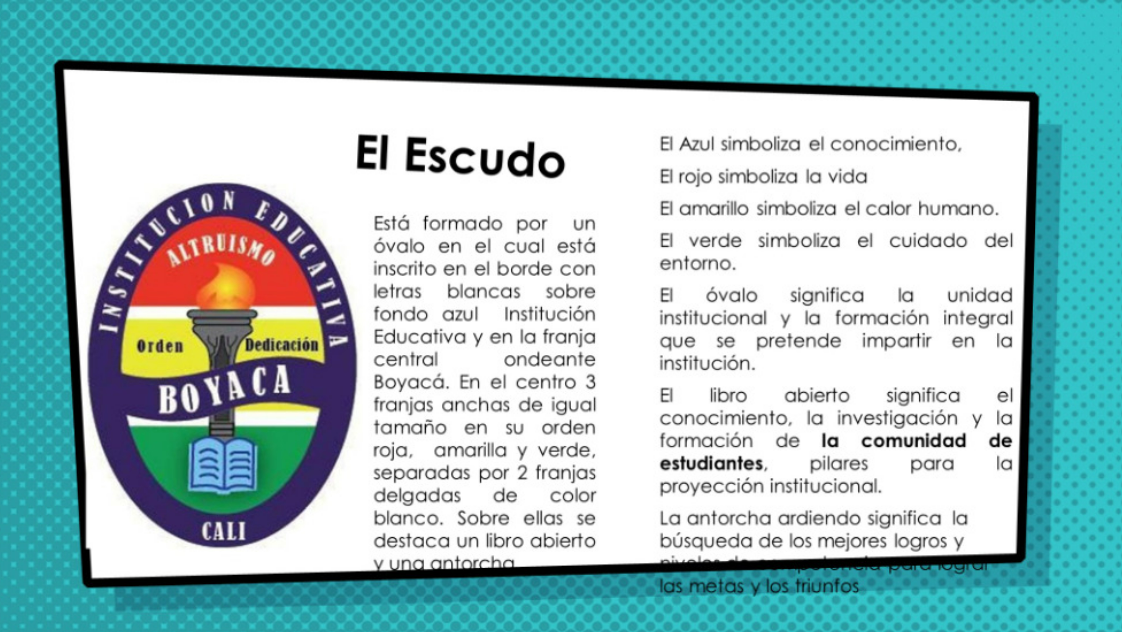 El Escudo
INSTITUCION EDUCATIVA
ALTRUISMO
Orden
Dedicación
BOYACA
CALI
Está formado por un
óvalo en el cual está
inscrito en el borde con
letras blancas sobre
fondo azul Institución
Educativa y en la franja
central ondeante
Boyacá. En el centro 3
franjas anchas de igual
tamaño en su orden
roja, amarilla y verde,
separadas por 2 franjas
delgadas de color
blanco. Sobre ellas se
destaca un libro abierto
y una antorcha
El Azul simboliza el conocimiento,
El rojo simboliza la vida
El amarillo simboliza el calor humano.
El verde simboliza el cuidado del
entorno.
El óvalo significa la unidad
institucional y la formación integral
que se pretende impartir en la
institución.
El libro abierto significa el
conocimiento, la investigación y la
formación de la comunidad de
estudiantes, pilares para la
proyección institucional.
La antorcha ardiendo significa la
búsqueda de los mejores logros y
niveles de competencia para lograr
las metas y los triunfos